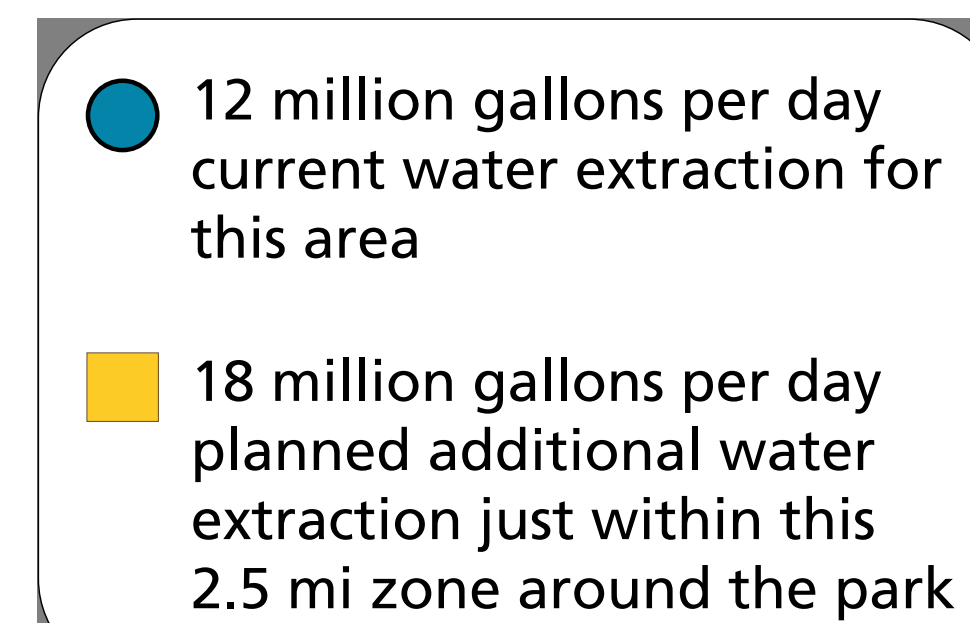 12 million gallons per day
current water extraction for
this area
18 million gallons per day
planned additional water
extraction just within this
2.5 mi zone around the park